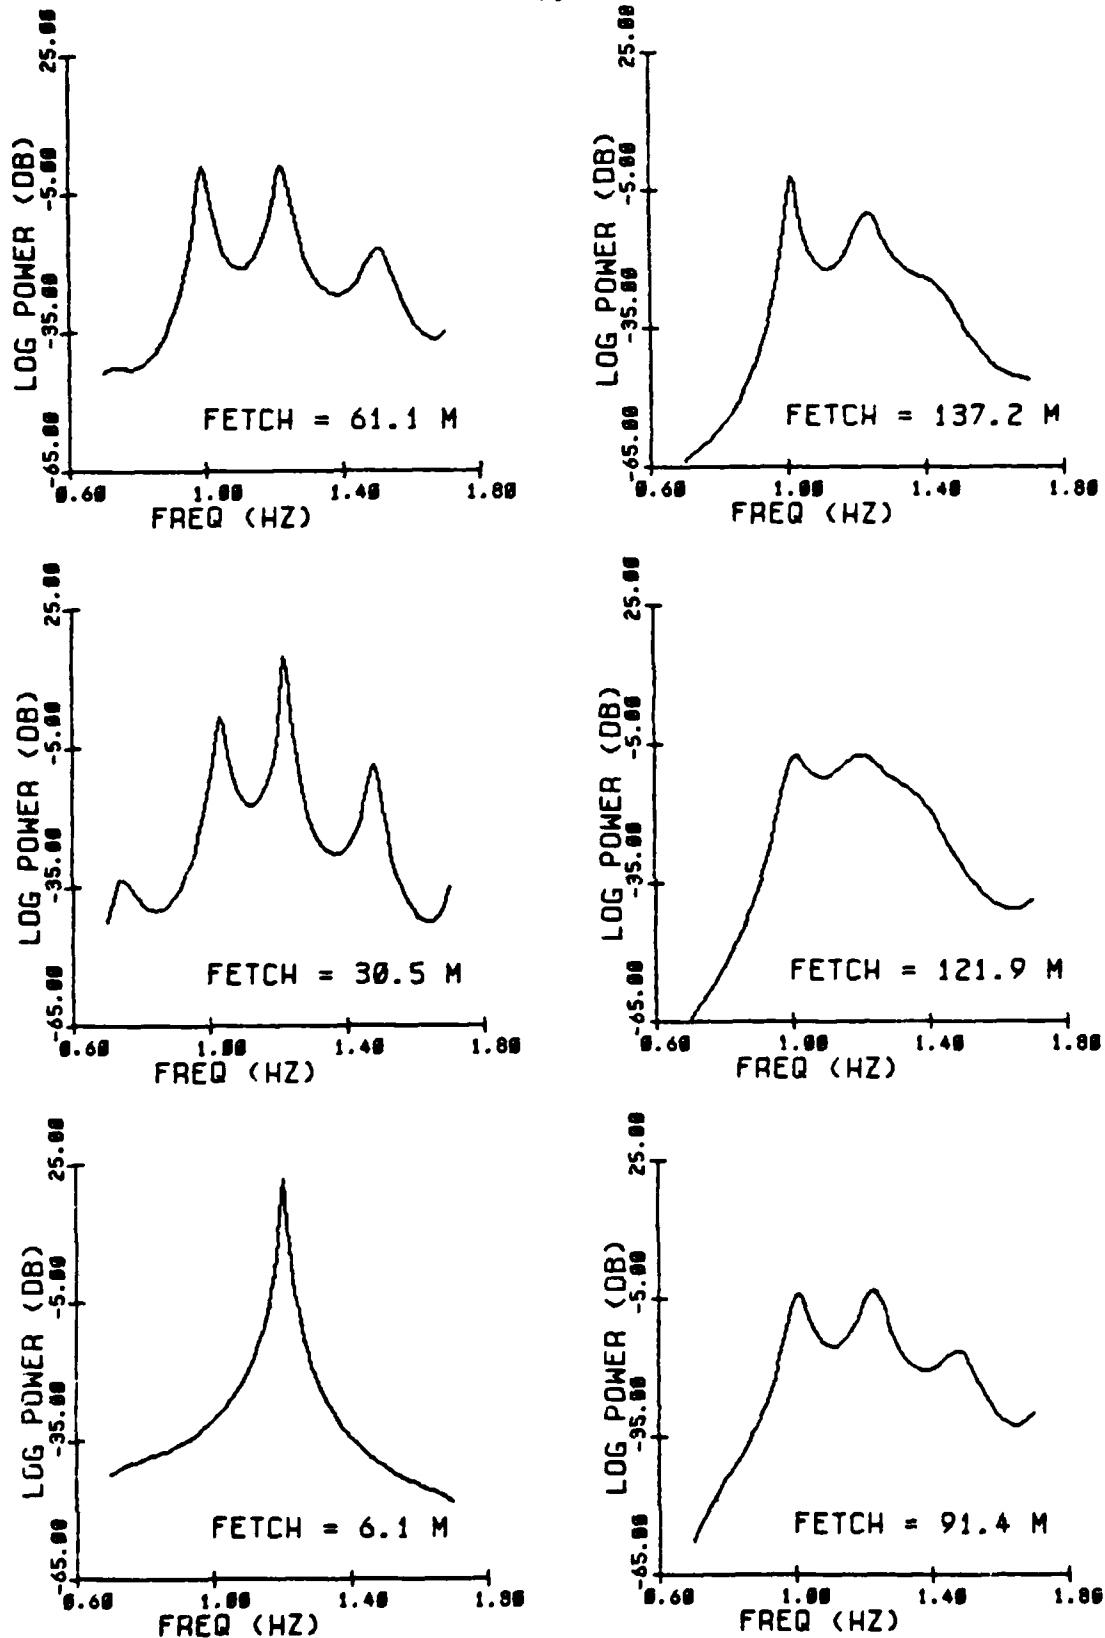 25.00
-5.00
-35.00
-65.00
LOG POWER (DB)
FETCH = 61.1 M
0.60 1.00 1.40 1.80
FREQ (HZ)
25.00
-5.00
-35.00
-65.00
LOG POWER (DB)
FETCH = 137.2 M
0.60 1.00 1.40 1.80
FREQ (HZ)
25.00
-5.00
-35.00
-65.00
LOG POWER (DB)
FETCH = 30.5 M
0.60 1.00 1.40 1.80
FREQ (HZ)
25.00
-5.00
-35.00
-65.00
LOG POWER (DB)
FETCH = 121.9 M
0.60 1.00 1.40 1.80
FREQ (HZ)
25.00
-5.00
-35.00
-65.00
LOG POWER (DB)
FETCH = 6.1 M
0.60 1.00 1.40 1.80
FREQ (HZ)
25.00
-5.00
-35.00
-65.00
LOG POWER (DB)
FETCH = 91.4 M
0.60 1.00 1.40 1.80
FREQ (HZ)